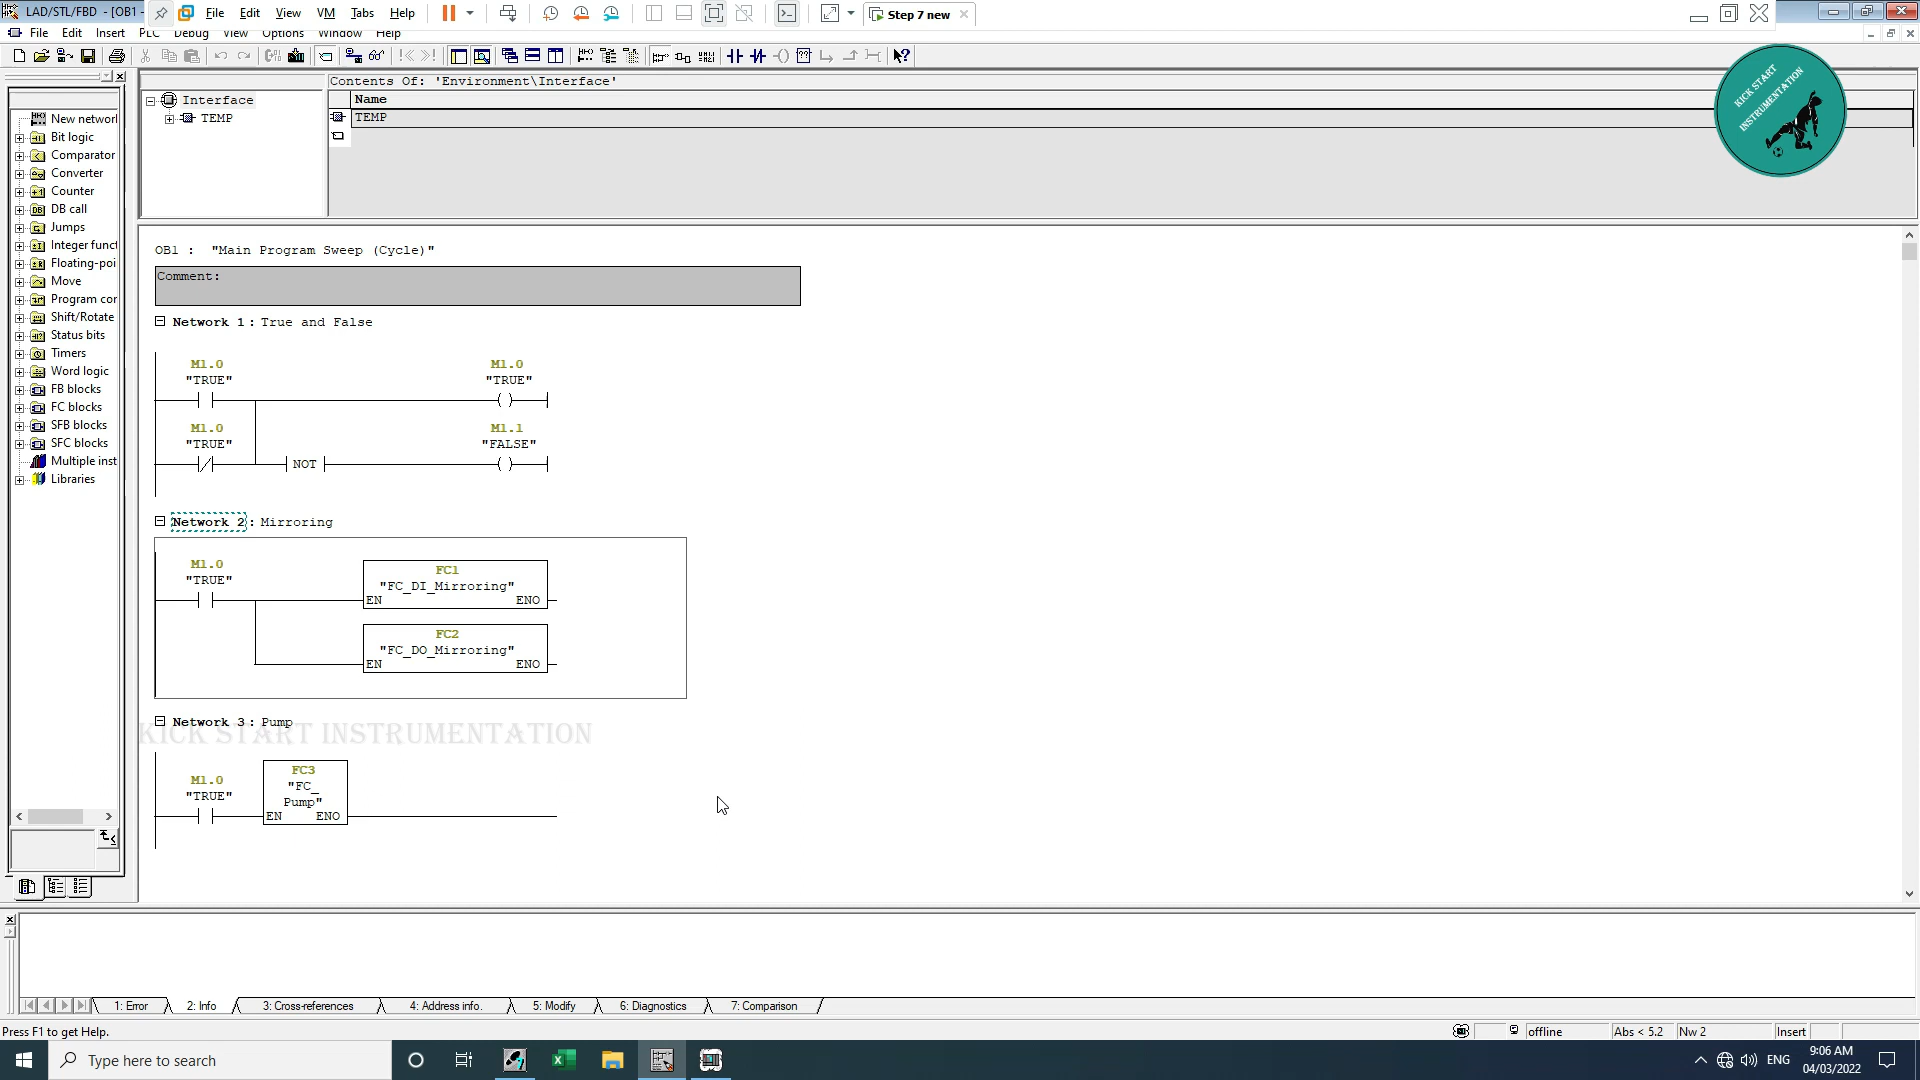 LAD/STL/FBD - [OB1 -
File Edit View VM Tabs Help
Step 7 new
File Edit Insert PLC Debug View Options Window Help
KICK START
INSTRUMENTATION
Contents Of: 'Environment\Interface'
Interface
TEMP
Name
TEMP
New network
Bit logic
Comparator
Converter
Counter
DB call
Jumps
Integer funct
Floating-poi
Move
Program cor
Shift/Rotate
Status bits
Timers
Word logic
FB blocks
FC blocks
SFB blocks
SFC blocks
Multiple inst
Libraries
OB1 : "Main Program Sweep (Cycle)"
Comment:
Network 1: True and False
M1.0 M1.0
"TRUE" "TRUE"
M1.0 M1.1
"TRUE" "FALSE"
NOT
Network 2: Mirroring
M1.0 FC1
"TRUE" "FC_DI_Mirroring"
EN ENO
FC2
"FC_DO_Mirroring"
EN ENO
Network 3: Pump
KICK START INSTRUMENTATION
M1.0 FC3
"TRUE" "FC_
Pump"
EN ENO
1: Error 2: Info 3: Cross-references 4: Address info. 5: Modify 6: Diagnostics 7: Comparison
Press F1 to get Help.
offline Abs < 5.2 Nw 2 Insert
Type here to search
ENG
9:06 AM
04/03/2022